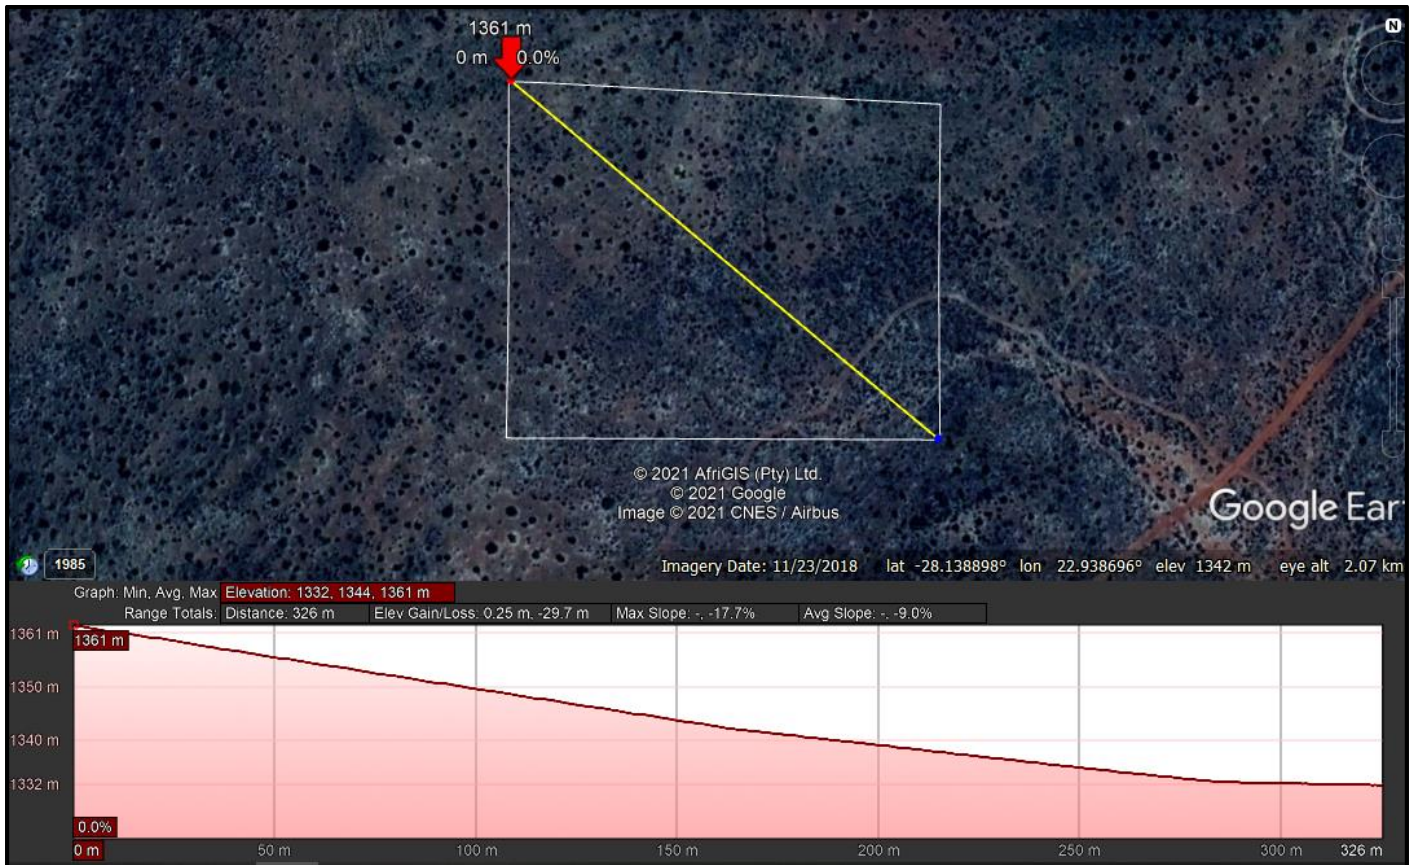 1361 m
0 m 0.0%
N
© 2021 AfriGIS (Pty) Ltd.
© 2021 Google
Image © 2021 CNES / Airbus
Google Ear
1985
Imagery Date: 11/23/2018 lat -28.138898° lon 22.938696° elev 1342 m eye alt 2.07 km
Graph: Min, Avg, Max Elevation: 1332, 1344, 1361 m
Range Totals: Distance: 326 m Elev Gain/Loss: 0.25 m, -29.7 m Max Slope: -, -17.7% Avg Slope: -, -9.0%
1361 m
1361 m
1350 m
1340 m
1332 m
0.0%
0 m 50 m 100 m 150 m 200 m 250 m 300 m 326 m